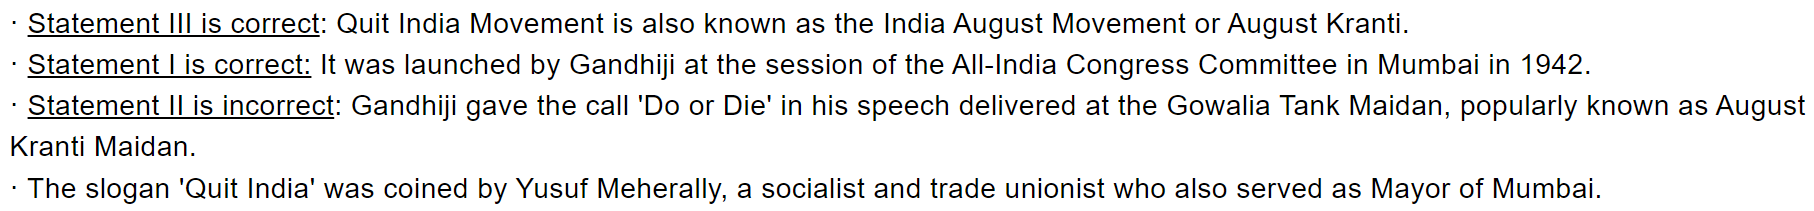 · Statement III is correct: Quit India Movement is also known as the India August Movement or August Kranti.
· Statement I is correct: It was launched by Gandhiji at the session of the All-India Congress Committee in Mumbai in 1942.
· Statement II is incorrect: Gandhiji gave the call 'Do or Die' in his speech delivered at the Gowalia Tank Maidan, popularly known as August
Kranti Maidan.
· The slogan 'Quit India' was coined by Yusuf Meherally, a socialist and trade unionist who also served as Mayor of Mumbai.